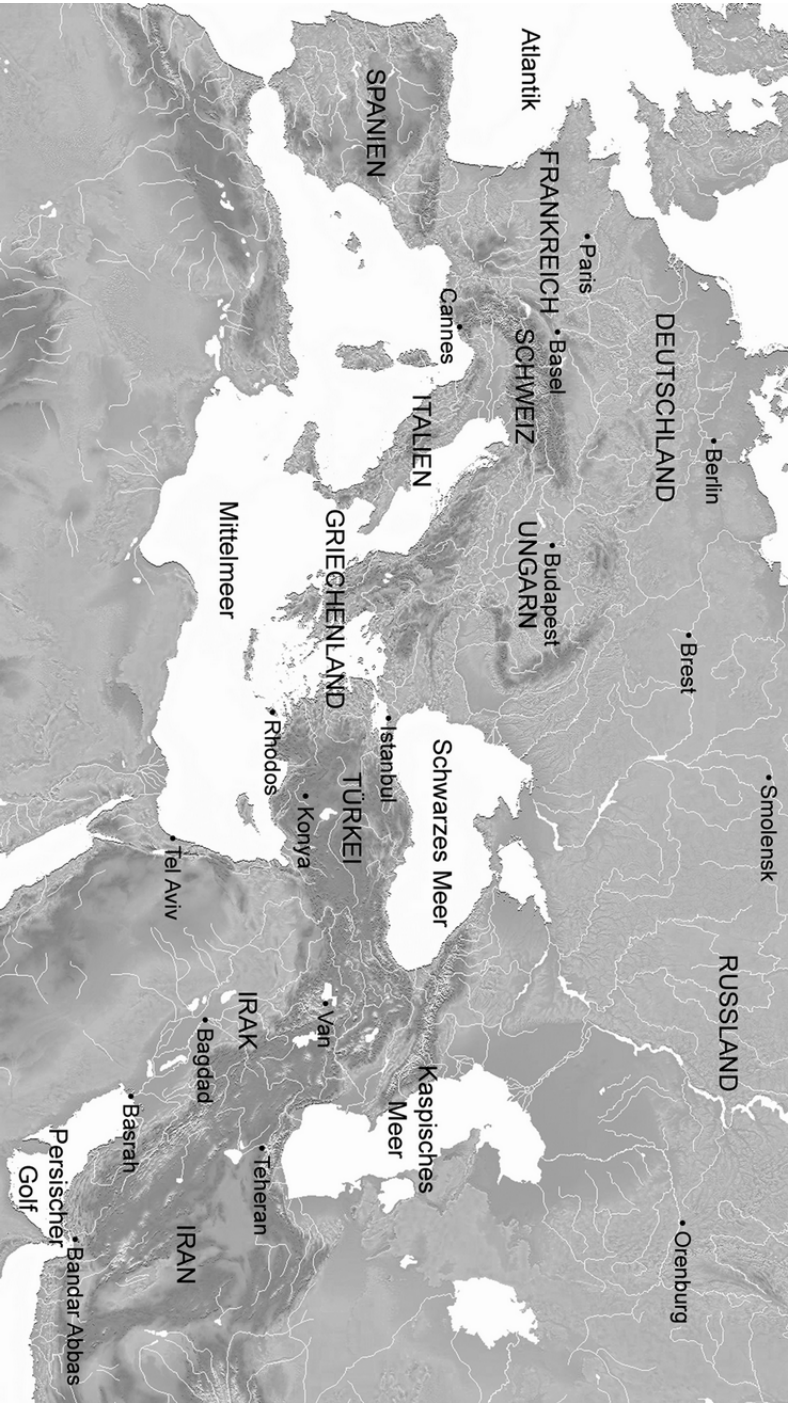 Atlantik
SPANIEN
FRANKREICH
Paris
Cannes
Basel
SCHWEIZ
DEUTSCHLAND
Berlin
ITALIEN
Budapest
UNGARN
GRIECHENLAND
Mittelmeer
Brest
Smolensk
Istanbul
Schwarzes Meer
Rhodos
TÜRKEI
Konya
Tel Aviv
RUSSLAND
IRAK
Van
Bagdad
Kaspisches
Meer
Basrah
Teheran
Persischer
Golf
IRAN
Orenburg
Bandar Abbas